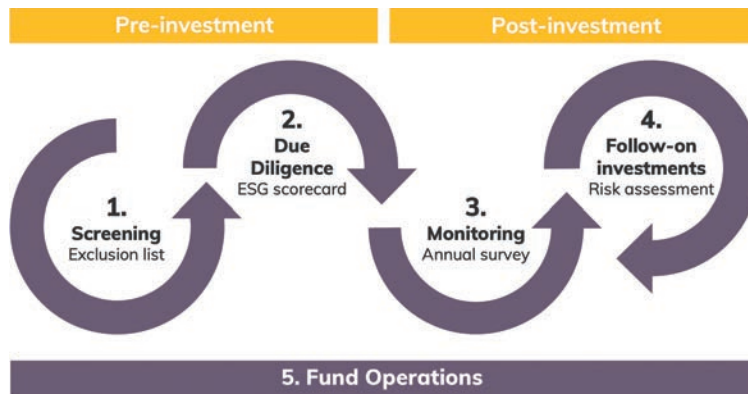 Pre-investment
Post-investment
1.
Screening
Exclusion list
2.
Due
Diligence
ESG scorecard
3.
Monitoring
Annual survey
4.
Follow-on
investments
Risk assessment
5. Fund Operations